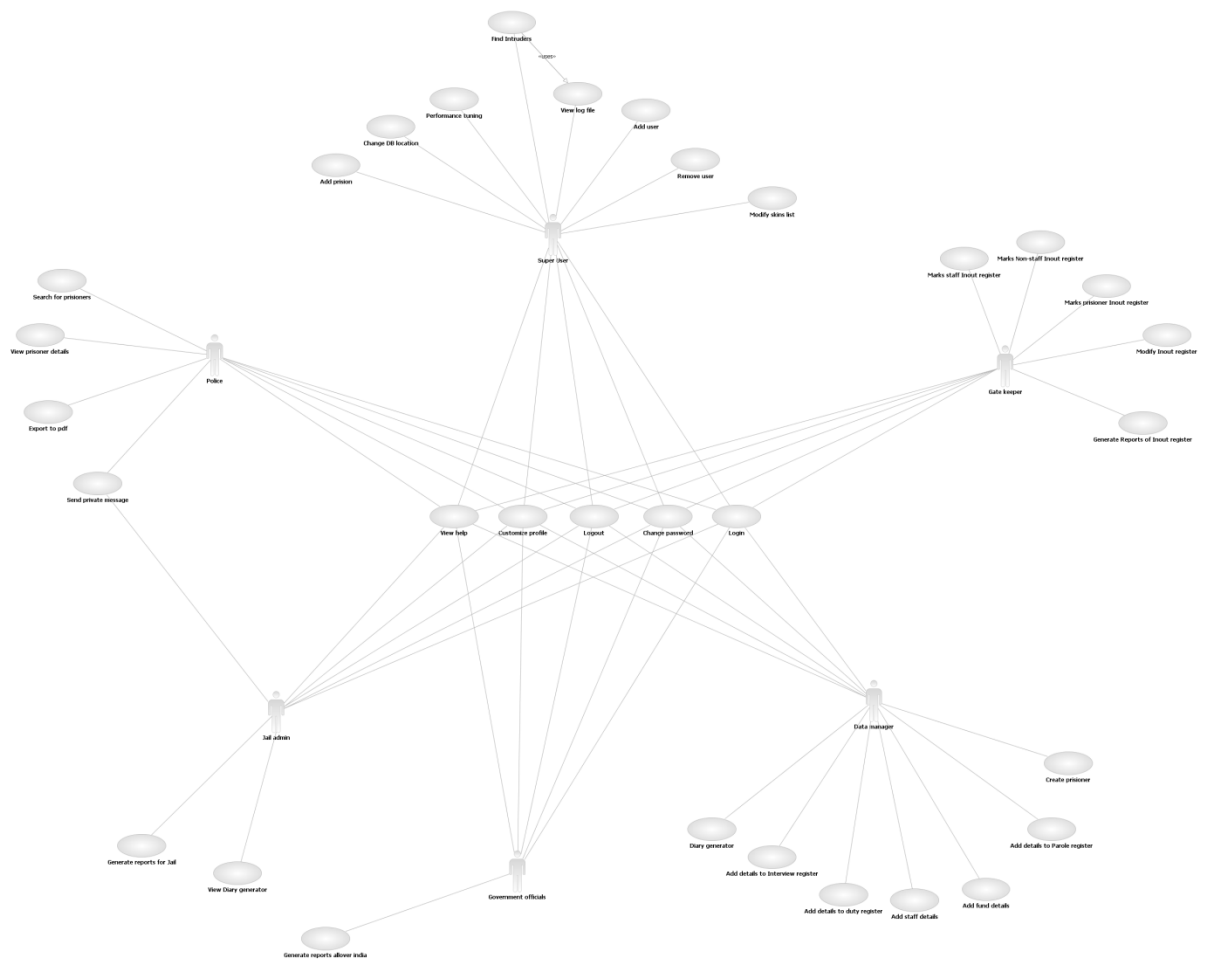 Find Intruders
<uses>
View log file
Performance tuning
Add user
Change DB location
Remove user
Add prision
Modify skins list
Super User
Marks Non-staff Inout register
Marks staff Inout register
Search for prisioners
Marks prisioner Inout register
View prisoner details
Modify Inout register
Police
Gate keeper
Export to pdf
Generate Reports of Inout register
Send private message
View help
Customize profile
Logout
Change password
Login
Jail admin
Data manager
Create prisioner
Diary generator
Add details to Parole register
Generate reports for Jail
Add details to Interview register
View Diary generator
Government officials
Add details to duty register
Add staff details
Add fund details
Generate reports allover india